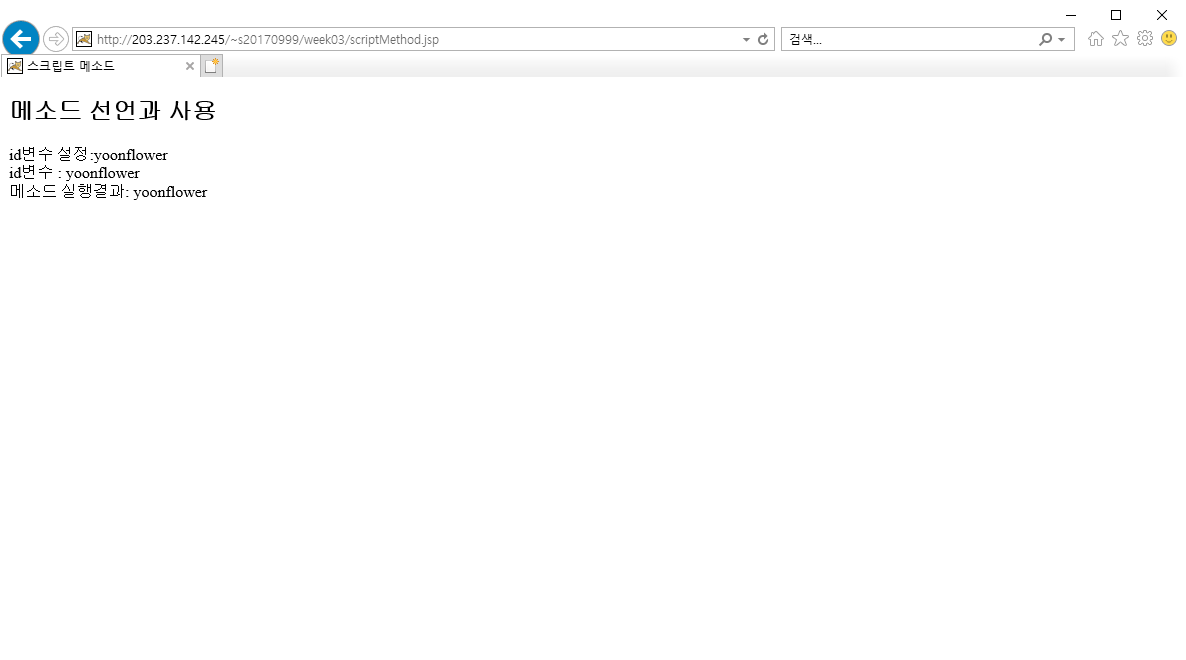 http://203.237.142.245/~s20170999/week03/scriptMethod.jsp
검색...
스크립트 메소드
메소드 선언과 사용
id변수 설정:yoonflower
id변수 : yoonflower
메소드 실행결과: yoonflower